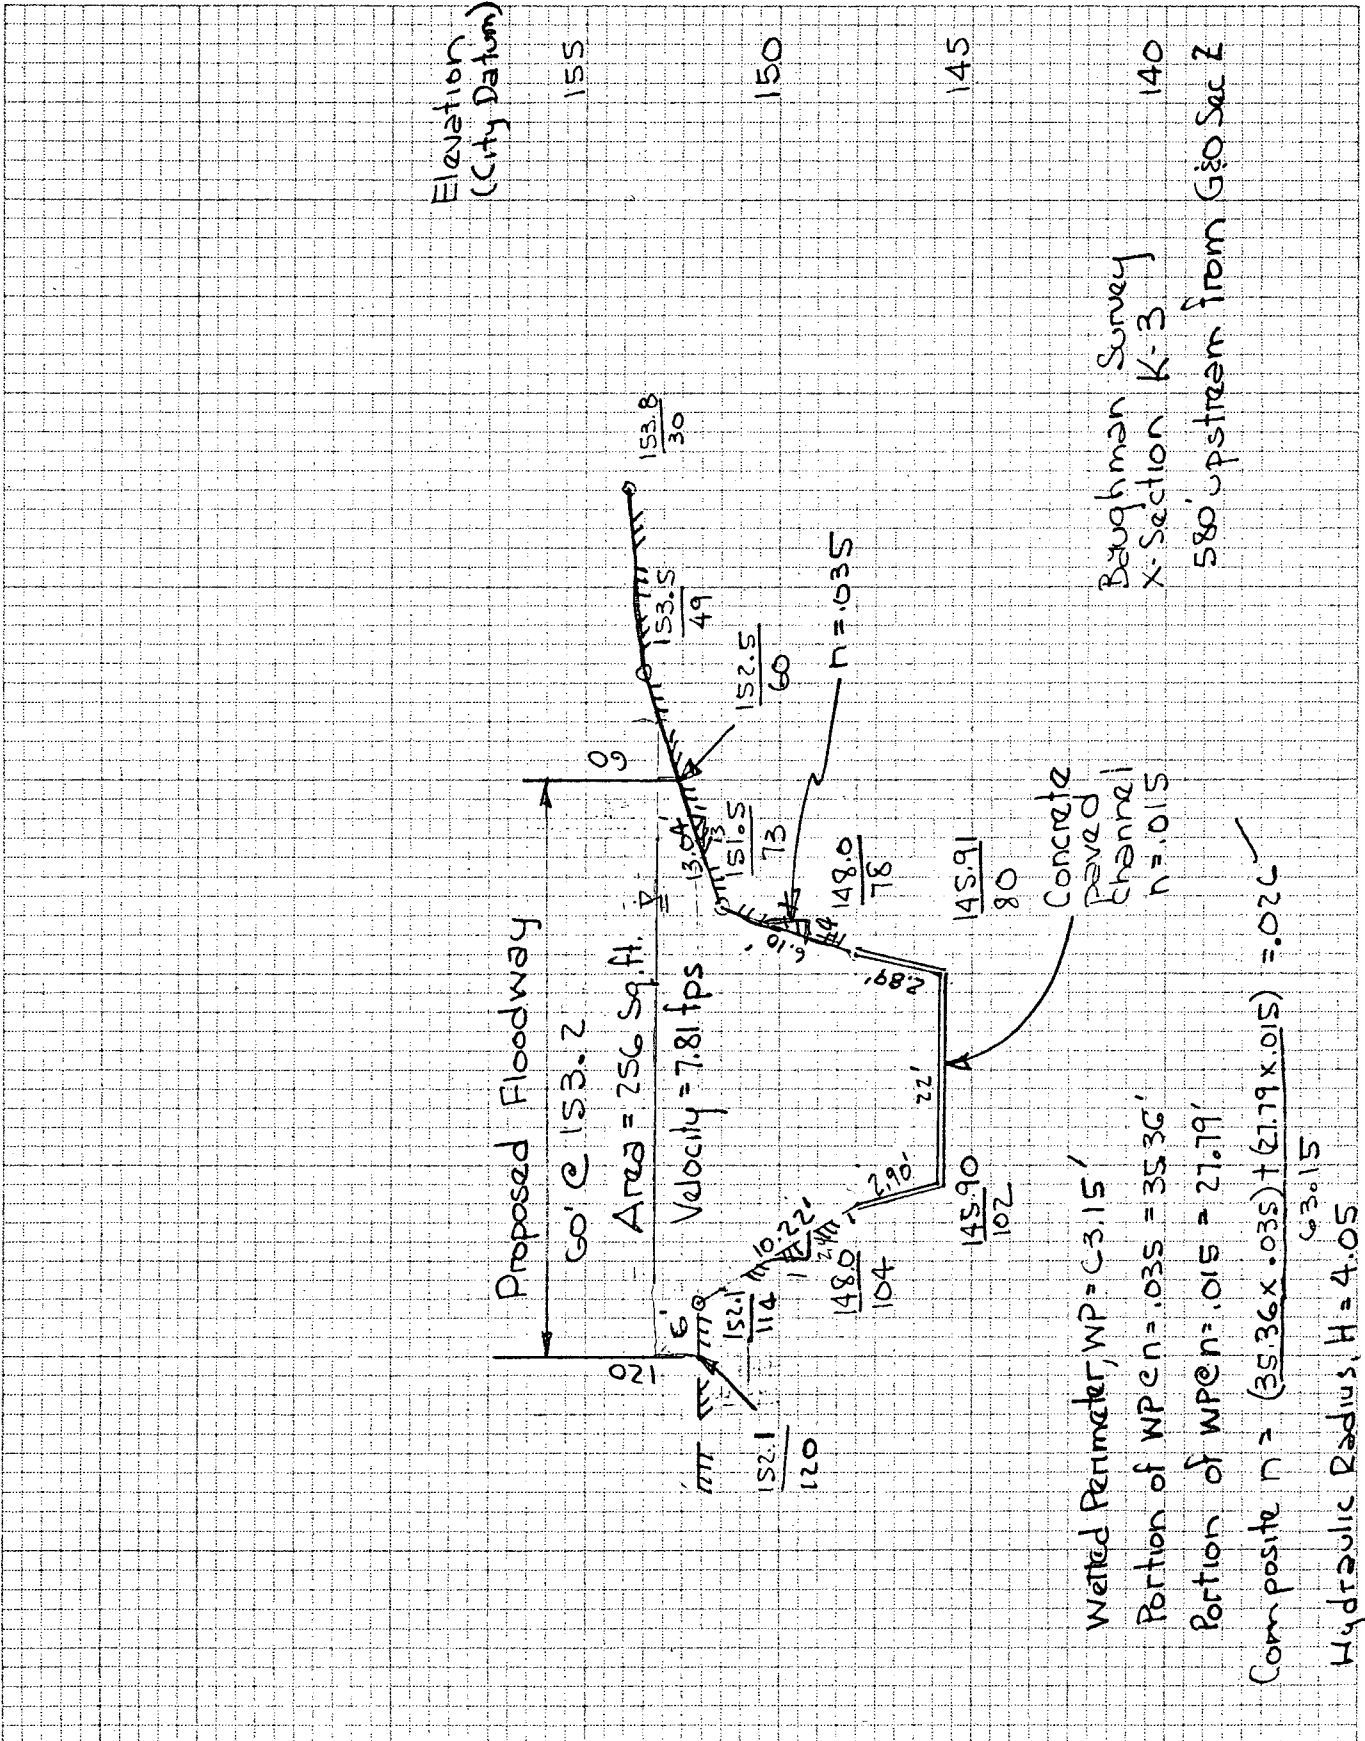 Elevation
(City Datum)
155
150
145
140
Proposed Floodway
60' @ 153.2
Area = 256 Sq.ft.
Velocity = 7.81 fps
120
60
6'
13.04'
13
153.8
30
153.5
49
152.5
60
151.5
73
n = .035
6.10'
4
148.0
78
2.89'
145.91
80
22'
2.90'
145.90
102
10.22'
1
2.4
148.0
104
152.1
114
152.1
120
Concrete
paved
channel
n = .015
Baughman Survey
X-Section K-3
580' upstream from G&O Sec Z
Wetted Perimeter, WP = 63.15'
Portion of WP @ n = .035 = 35.36'
Portion of WP @ n = .015 = 27.79'
Composite n = (35.36 x .035) + (27.79 x .015) = .026
63.15
Hydraulic Radius, H = 4.05